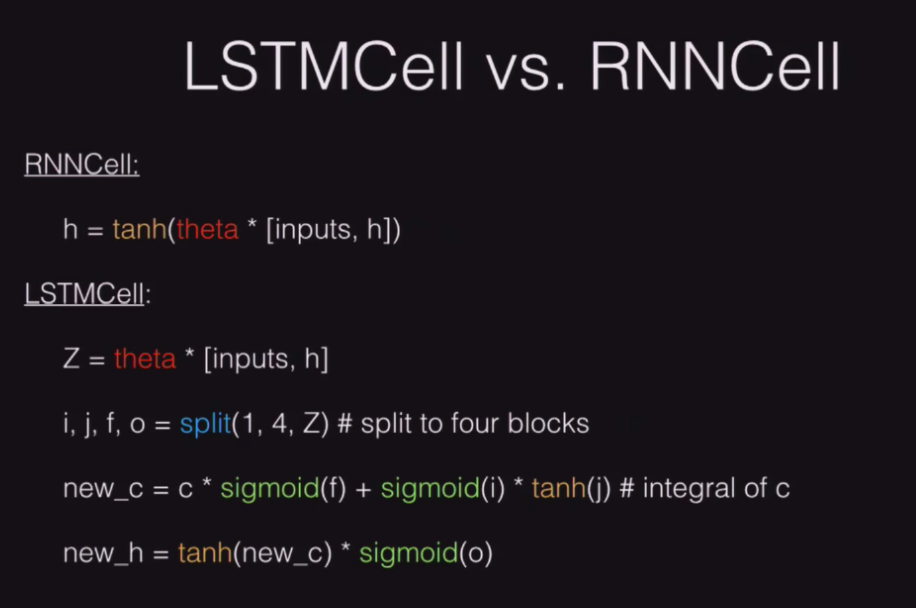 LSTMCell vs. RNNCell
RNNCell:
h = tanh(theta * [inputs, h])
LSTMCell:
Z = theta * [inputs, h]
i, j, f, o = split(1, 4, Z) # split to four blocks
new_c = c * sigmoid(f) + sigmoid(i) * tanh(j) # integral of c
new_h = tanh(new_c) * sigmoid(o)